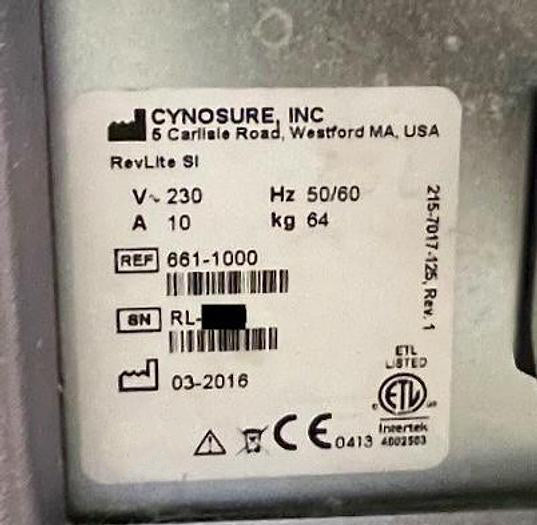 CYNOSURE, INC
5 Carlisle Road, Westford MA, USA
RevLite SI
V~ 230 Hz 50/60
A 10 kg 64
REF 661-1000
SN RL-
03-2016
215-7017-125, Rev. 1
ETL
LISTED
ETL
Intertek
4002503
CE 0413